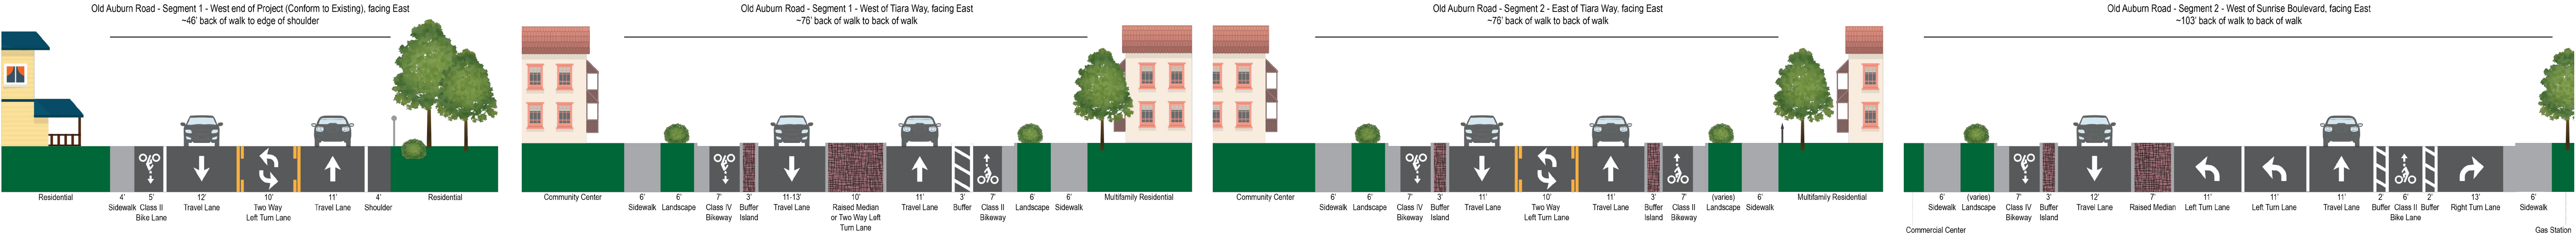 Old Auburn Road - Segment 1 - West end of Project (Conform to Existing), facing East
~46' back of walk to edge of shoulder
Residential
4' Sidewalk
5' Class II Bike Lane
12' Travel Lane
10' Two Way Left Turn Lane
11' Travel Lane
4' Shoulder
Residential
Old Auburn Road - Segment 1 - West of Tiara Way, facing East
~76' back of walk to back of walk
Community Center
6' Sidewalk
6' Landscape
7' Class IV Bikeway
3' Buffer Island
11-13' Travel Lane
10' Raised Median or Two Way Left Turn Lane
11' Travel Lane
3' Buffer
7' Class II Bikeway
6' Landscape
6' Sidewalk
Multifamily Residential
Old Auburn Road - Segment 2 - East of Tiara Way, facing East
~76' back of walk to back of walk
Community Center
6' Sidewalk
6' Landscape
7' Class IV Bikeway
3' Buffer Island
11' Travel Lane
10' Two Way Left Turn Lane
11' Travel Lane
3' Buffer Island
7' Class II Bikeway
(varies) Landscape
6' Sidewalk
Multifamily Residential
Old Auburn Road - Segment 2 - West of Sunrise Boulevard, facing East
~103' back of walk to back of walk
Commercial Center
6' Sidewalk
(varies) Landscape
7' Class IV Bikeway
3' Buffer Island
12' Travel Lane
7' Raised Median
11' Left Turn Lane
11' Left Turn Lane
11' Travel Lane
2' Buffer
6' Class II Bike Lane
2' Buffer
13' Right Turn Lane
6' Sidewalk
Gas Station